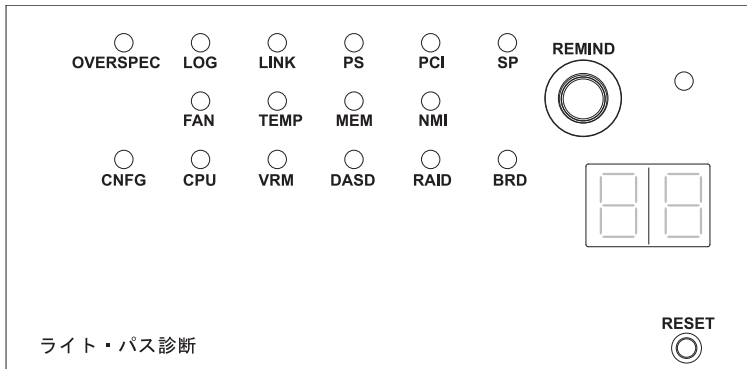 OVERSPEC LOG LINK PS PCI SP
REMIND
FAN TEMP MEM NMI
CNFG CPU VRM DASD RAID BRD
ライト・パス診断
RESET